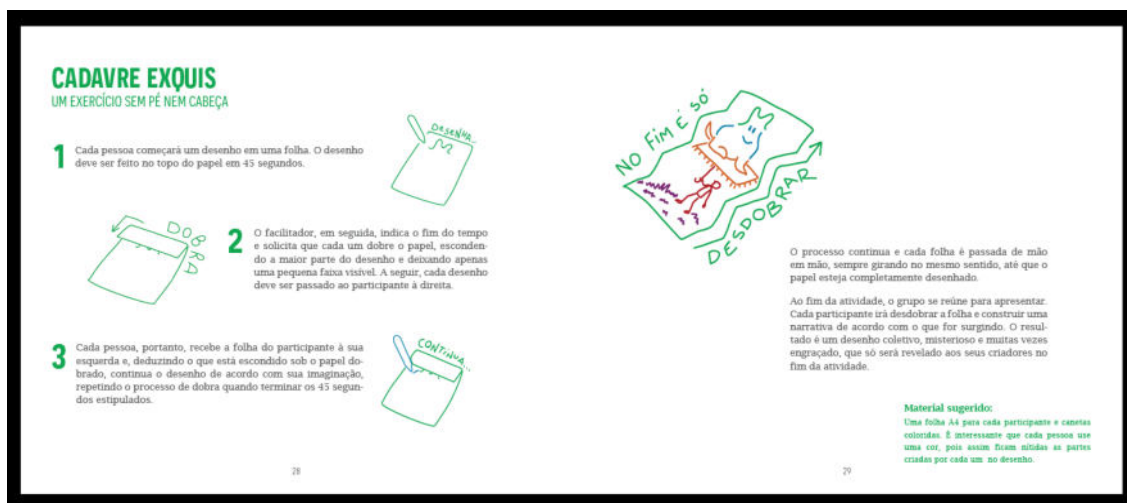 CADAVRE EXQUIS
UM EXERCÍCIO SEM PÉ NEM CABEÇA
1
Cada pessoa começará um desenho em uma folha. O desenho
deve ser feito no topo do papel em 45 segundos.
DESENHA...
DOBRA
2
O facilitador, em seguida, indica o fim do tempo
e solicita que cada um dobre o papel, esconden-
do a maior parte do desenho e deixando apenas
uma pequena faixa visível. A seguir, cada desenho
deve ser passado ao participante à direita.
3
Cada pessoa, portanto, recebe a folha do participante à sua
esquerda e, deduzindo o que está escondido sob o papel do-
brado, continua o desenho de acordo com sua imaginação,
repetindo o processo de dobra quando terminar os 45 segun-
dos estipulados.
CONTINUA...
28
NO FIM É SÓ
DESDOBRAR
O processo continua e cada folha é passada de mão
em mão, sempre girando no mesmo sentido, até que o
papel esteja completamente desenhado.
Ao fim da atividade, o grupo se reúne para apresentar.
Cada participante irá desdobrar a folha e construir uma
narrativa de acordo com o que for surgindo. O resul-
tado é um desenho coletivo, misterioso e muitas vezes
engraçado, que só será revelado aos seus criadores no
fim da atividade.
Material sugerido:
Uma folha A4 para cada participante e canetas
coloridas. É interessante que cada pessoa use
uma cor, pois assim ficam nítidas as partes
criadas por cada um no desenho.
29